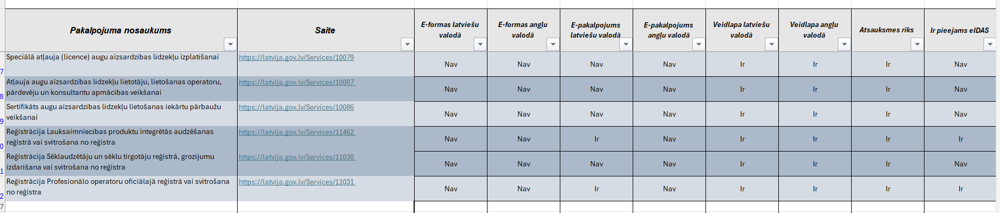 Pakalpojuma nosaukums
Saite
E-formas latviešu
valodā
E-formas angļu
valodā
E-pakalpojums
latviešu valodā
E-pakalpojums
angļu valodā
Veidlapa latviešu
valodā
Veidlapa angļu
valodā
Atsauksmes rīks
Ir pieejams eIDAS
7
Speciālā atļauja (licence) augu aizsardzības līdzekļu izplatīšanai
https://latvija.gov.lv/Services/10079
Nav Nav Nav Nav Ir Ir Ir Nav
8
Atļauja augu aizsardzības līdzekļu lietotāju, lietošanas operatoru,
pārdevēju un konsultantu apmācības veikšanai
https://latvija.gov.lv/Services/10087
Nav Nav Nav Nav Ir Ir Ir Nav
9
Sertifikāts augu aizsardzības līdzekļu lietošanas iekārtu pārbaužu
veikšanai
https://latvija.gov.lv/Services/10086
Nav Nav Nav Nav Ir Ir Ir Nav
0
Reģistrācija Lauksaimniecības produktu integrētās audzēšanas
reģistrā vai svītrošana no reģistra
https://latvija.gov.lv/Services/11462
Nav Nav Ir Nav Ir Ir Ir Ir
1
Reģistrācija Sēklaudzētāju un sēklu tirgotāju reģistrā, grozījumu
izdarīšana vai svītrošana no reģistra
https://latvija.gov.lv/Services/11030
Nav Nav Nav Nav Ir Ir Ir Nav
2
Reģistrācija Profesionālo operatoru oficiālajā reģistrā vai svītrošana
no reģistra
https://latvija.gov.lv/Services/11031
Nav Nav Ir Nav Ir Ir Ir Ir
7